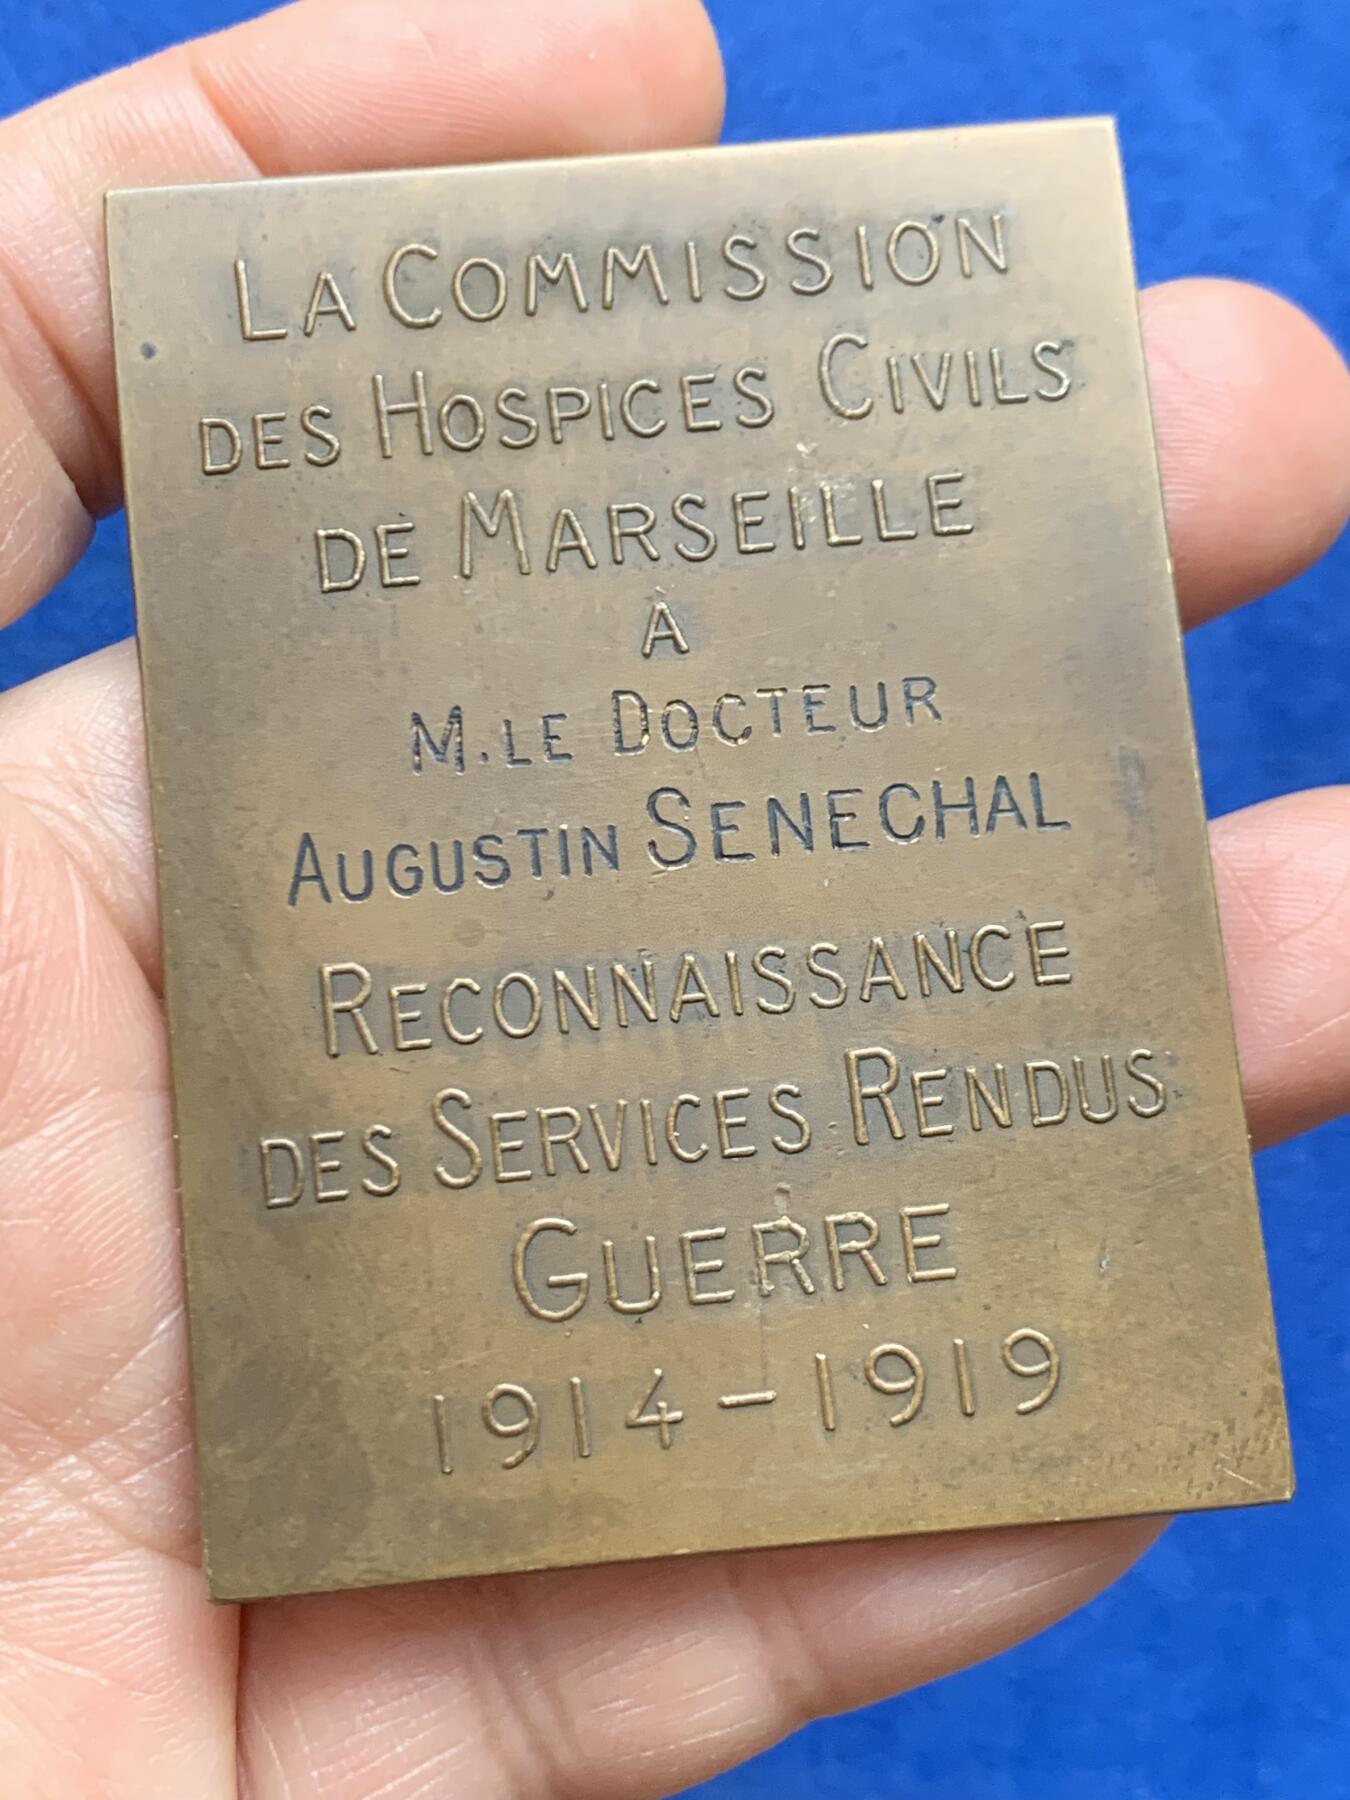 LA COMMISSION
DES HOSPICES CIVILS
DE MARSEILLE
À
M. LE DOCTEUR
AUGUSTIN SENECHAL
RECONNAISSANCE
DES SERVICES RENDUS
GUERRE
1914-1919